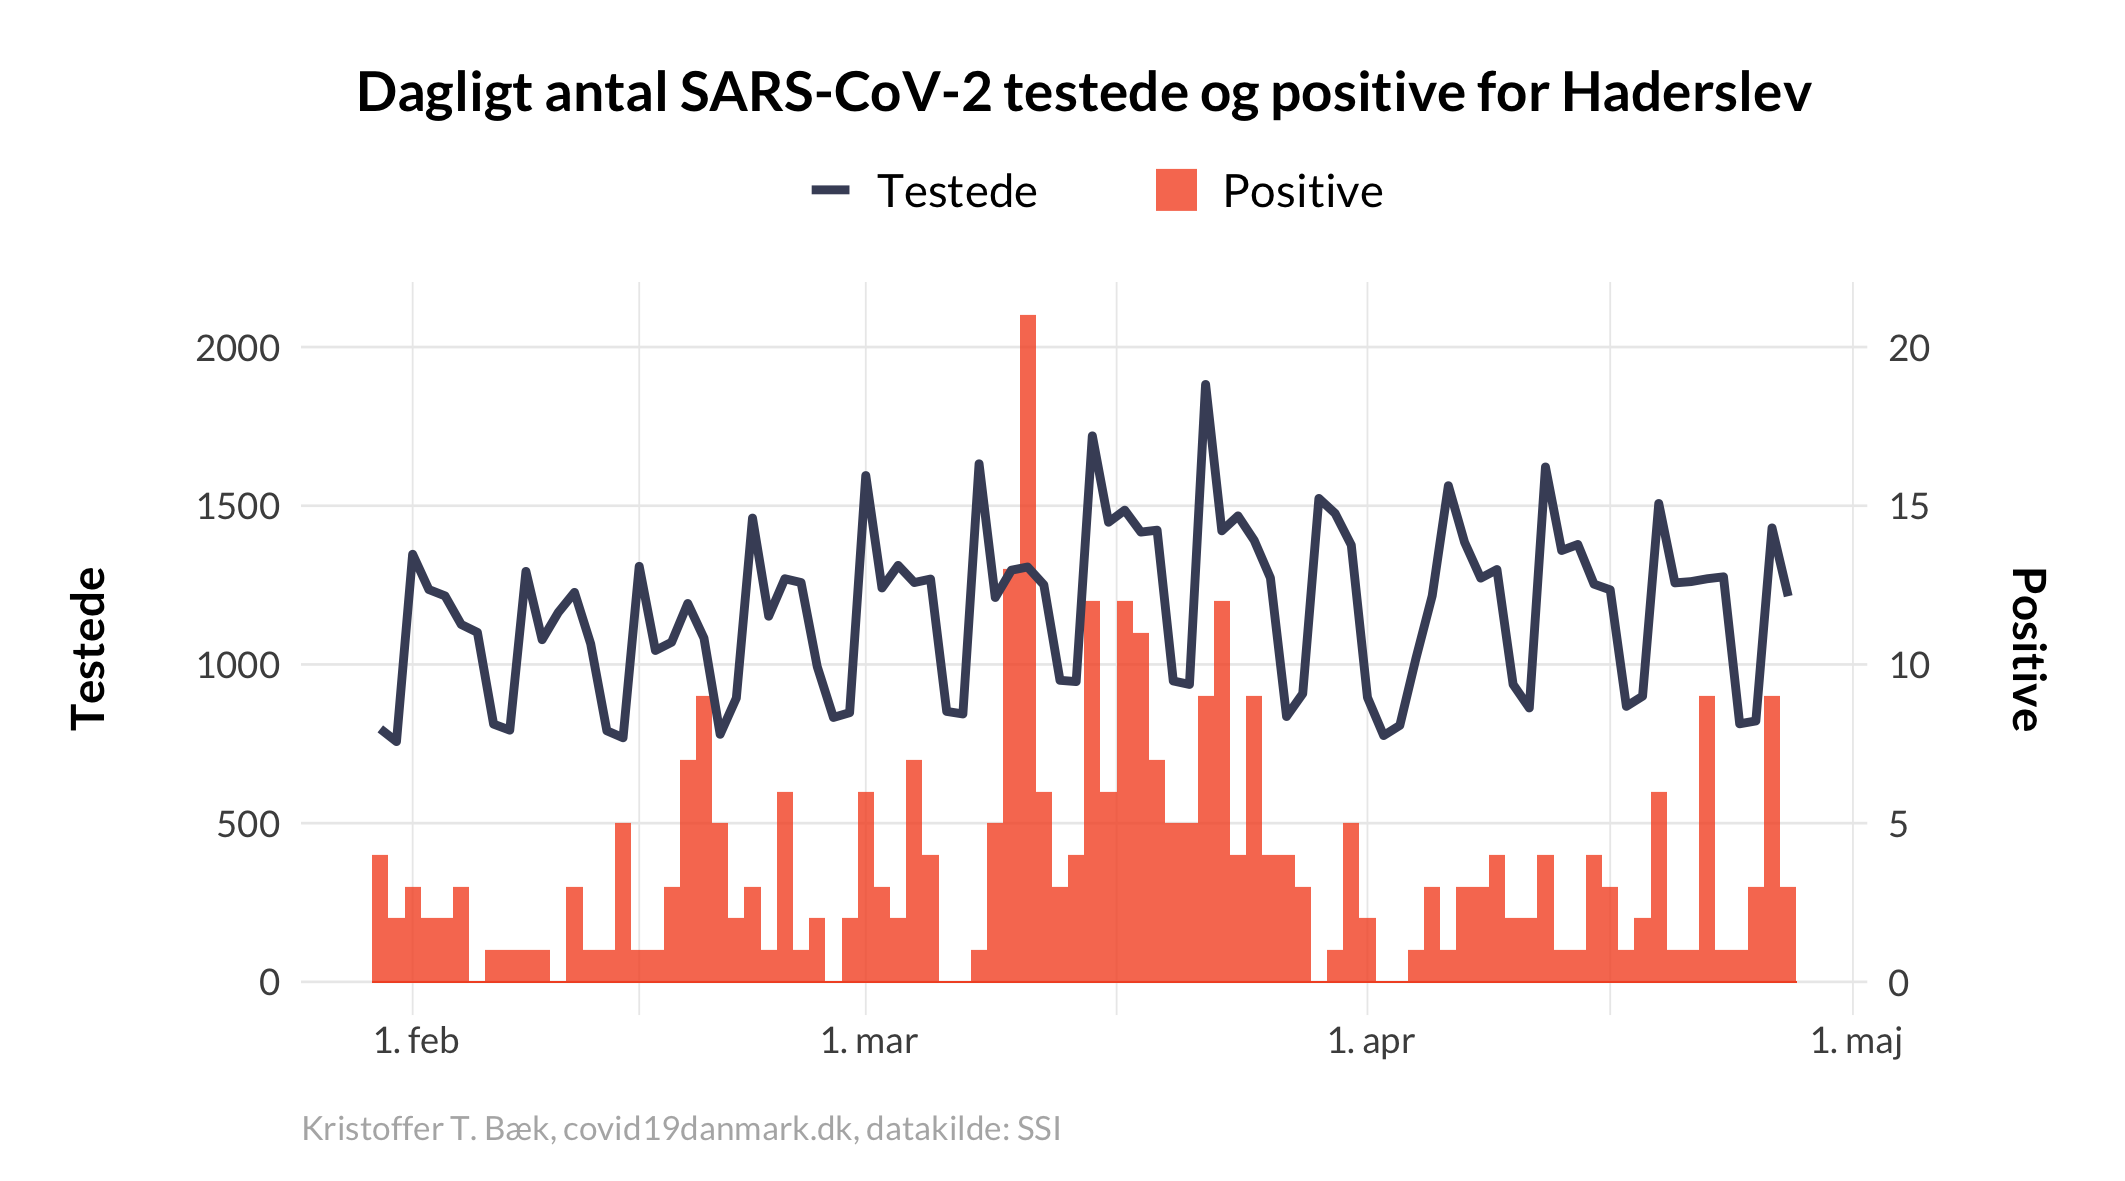 Dagligt antal SARS-CoV-2 testede og positive for Haderslev
Testede
Positive
2000
20
1500
15
1000
10
500
5
0
0
Testede
Positive
1. feb
1. mar
1. apr
1. maj
Kristoffer T. Bæk, covid19danmark.dk, datakilde: SSI